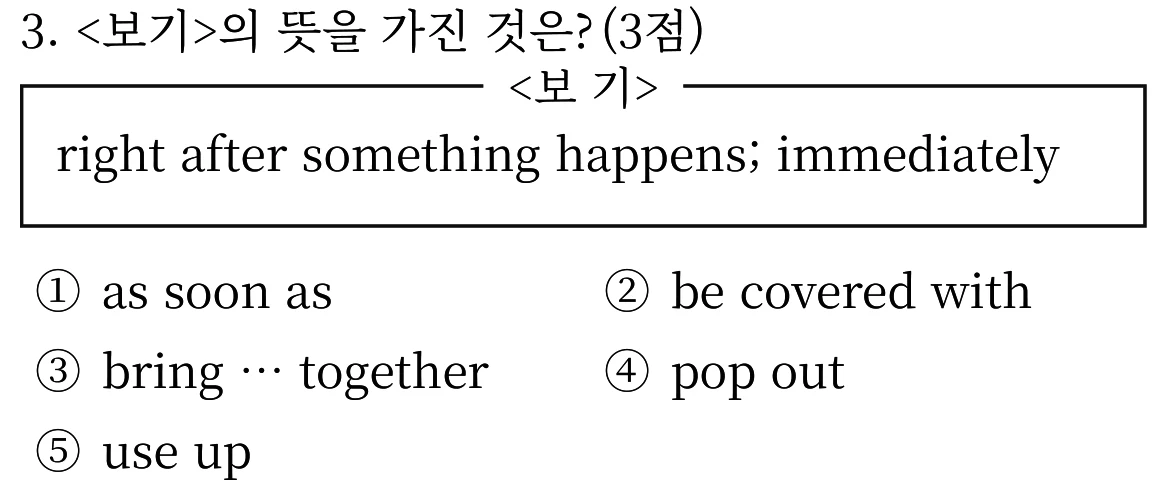 3. <보기>의 뜻을 가진 것은?(3점)
<보 기>
right after something happens; immediately
① as soon as ② be covered with
③ bring … together ④ pop out
⑤ use up